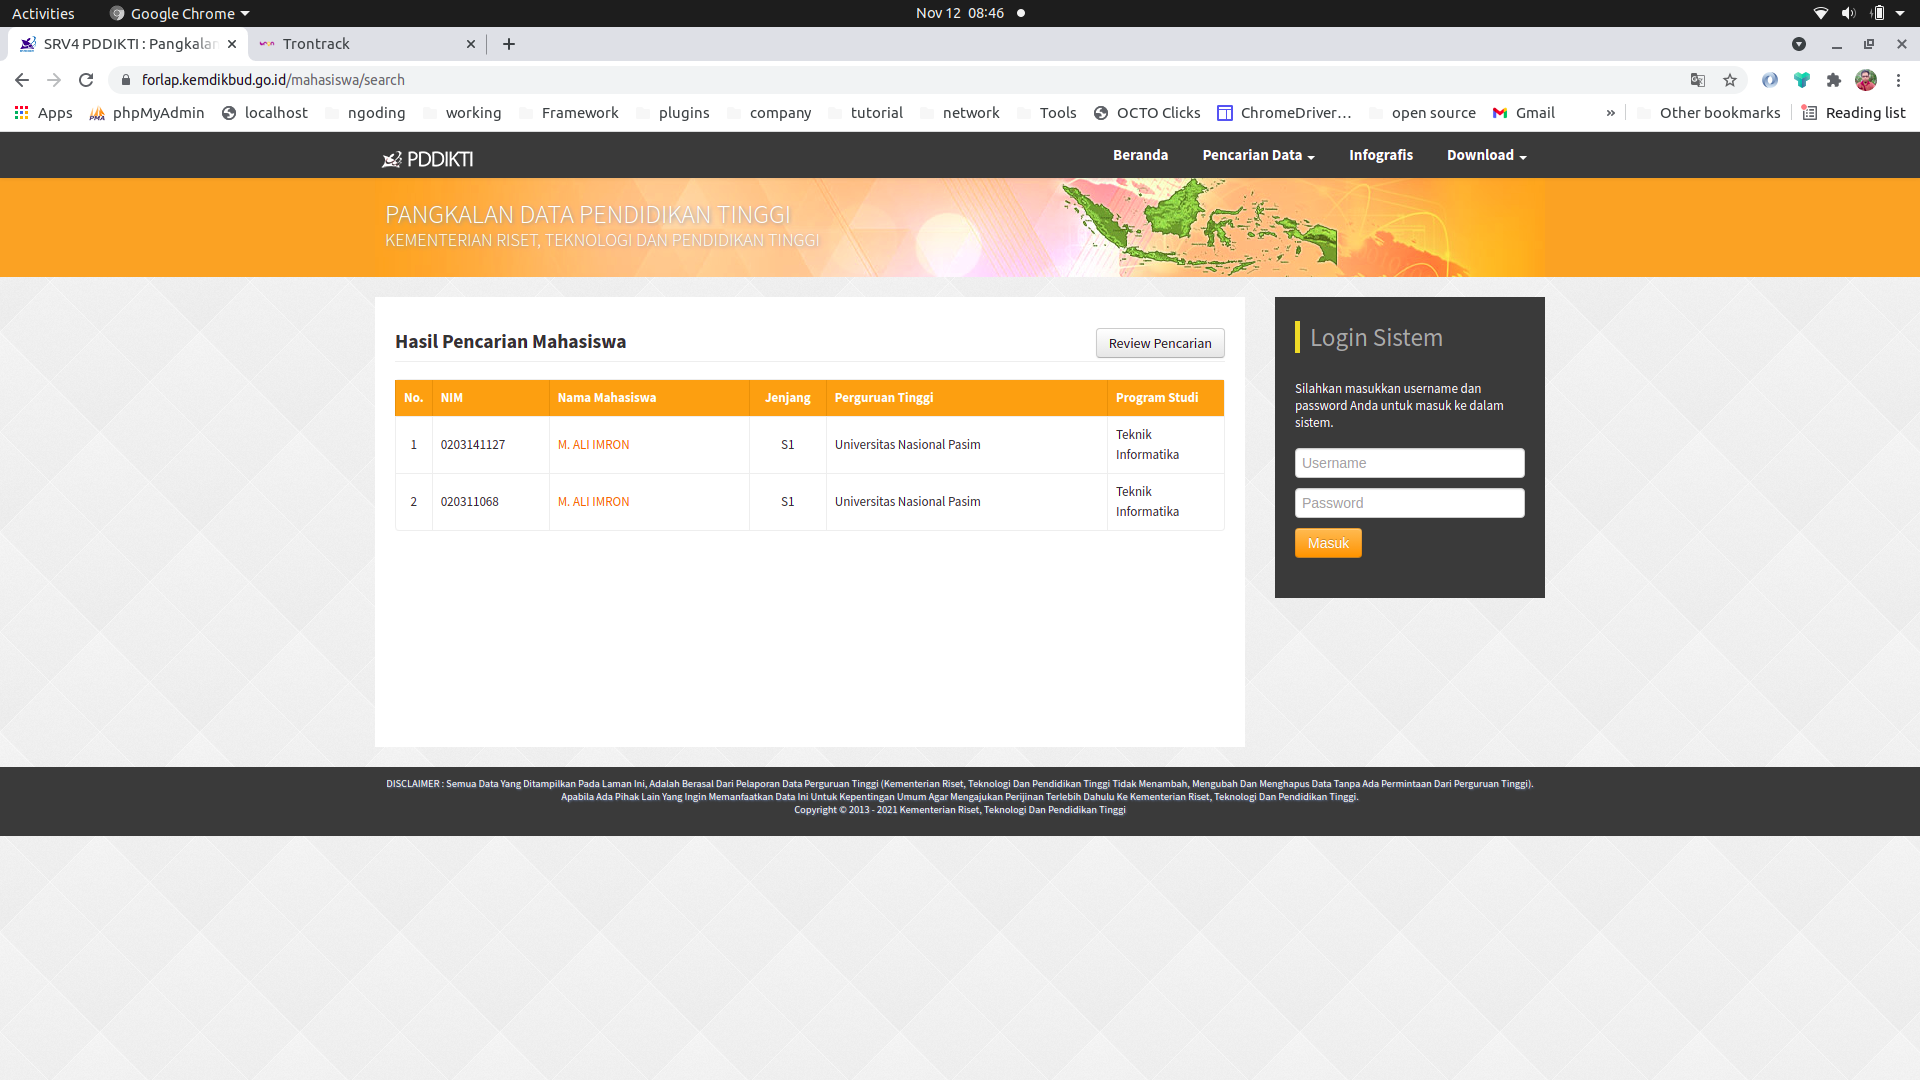 Activities Google Chrome Nov 12 08:46
SRV4 PDDIKTI : Pangkalan Trontrack
forlap.kemdikbud.go.id/mahasiswa/search
Apps phpMyAdmin localhost ngoding working Framework plugins company tutorial network Tools OCTO Clicks ChromeDriver... open source Gmail » Other bookmarks Reading list
PDDIKTI Beranda Pencarian Data Infografis Download
PANGKALAN DATA PENDIDIKAN TINGGI
KEMENTERIAN RISET, TEKNOLOGI DAN PENDIDIKAN TINGGI
Hasil Pencarian Mahasiswa Review Pencarian
No. NIM Nama Mahasiswa Jenjang Perguruan Tinggi Program Studi
1 0203141127 M. ALI IMRON S1 Universitas Nasional Pasim Teknik
Informatika
2 020311068 M. ALI IMRON S1 Universitas Nasional Pasim Teknik
Informatika
Login Sistem
Silahkan masukkan username dan
password Anda untuk masuk ke dalam
sistem.
Username
Password
Masuk
DISCLAIMER : Semua Data Yang Ditampilkan Pada Laman Ini, Adalah Berasal Dari Pelaporan Data Perguruan Tinggi (Kementerian Riset, Teknologi Dan Pendidikan Tinggi Tidak Menambah, Mengubah Dan Menghapus Data Tanpa Ada Permintaan Dari Perguruan Tinggi).
Apabila Ada Pihak Lain Yang Ingin Memanfaatkan Data Ini Untuk Kepentingan Umum Agar Mengajukan Perijinan Terlebih Dahulu Ke Kementerian Riset, Teknologi Dan Pendidikan Tinggi.
Copyright © 2013 - 2021 Kementerian Riset, Teknologi Dan Pendidikan Tinggi